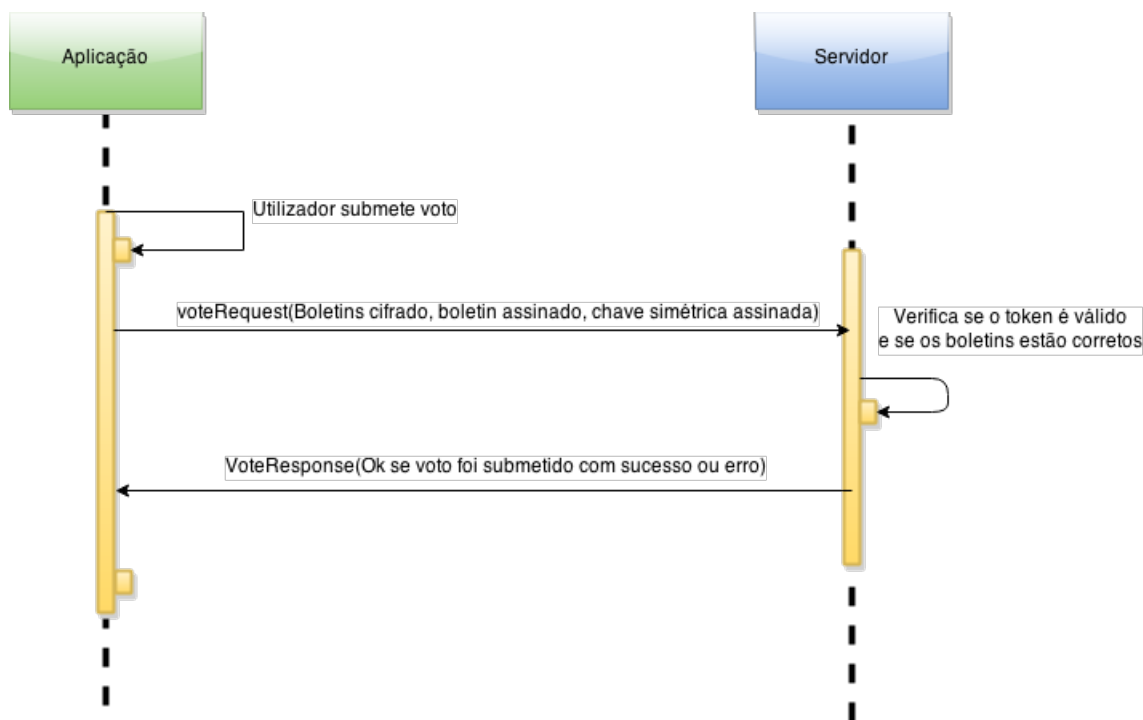 Aplicação
Servidor
Utilizador submete voto
voteRequest(Boletins cifrado, boletin assinado, chave simétrica assinada)
Verifica se o token é válido
e se os boletins estão corretos
VoteResponse(Ok se voto foi submetido com sucesso ou erro)